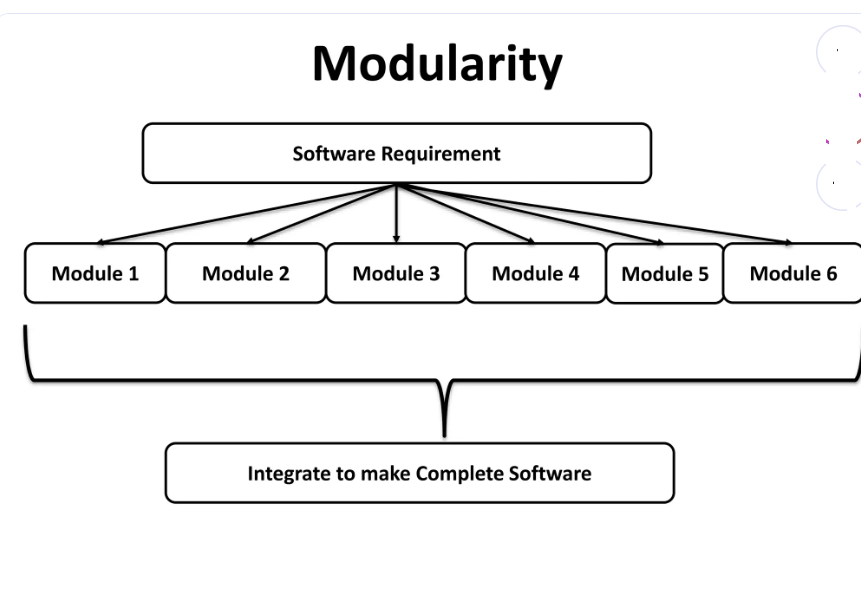 Modularity
Software Requirement
Module 1
Module 2
Module 3
Module 4
Module 5
Module 6
Integrate to make Complete Software